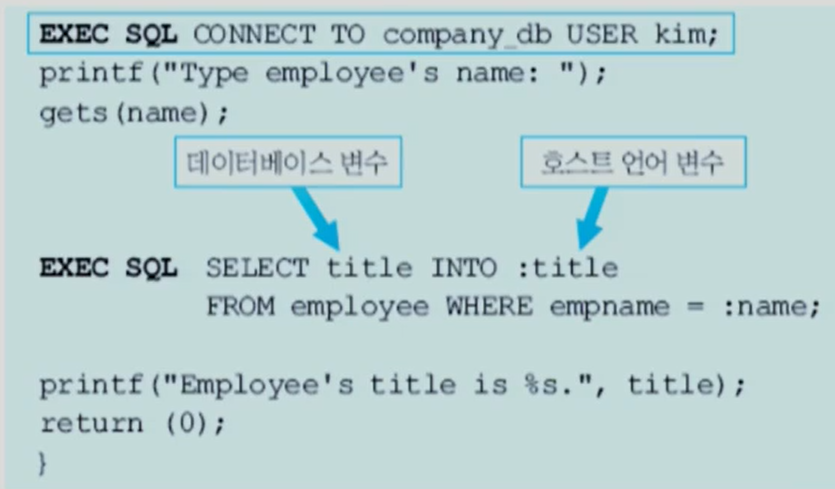 EXEC SQL CONNECT TO company_db USER kim;
printf("Type employee's name: ");
gets(name);
데이터베이스 변수
호스트 언어 변수
EXEC SQL SELECT title INTO :title
FROM employee WHERE empname = :name;
printf("Employee's title is %s.", title);
return (0);
}